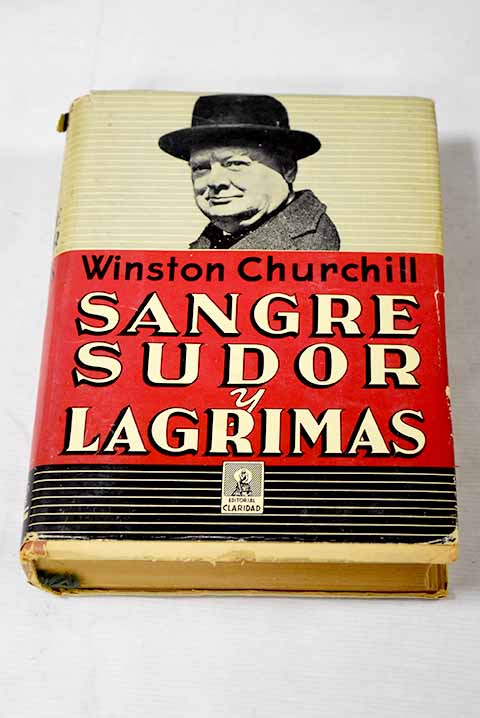 Winston Churchill
SANGRE
SUDOR
y
LAGRIMAS
EDITORIAL
CLARIDAD